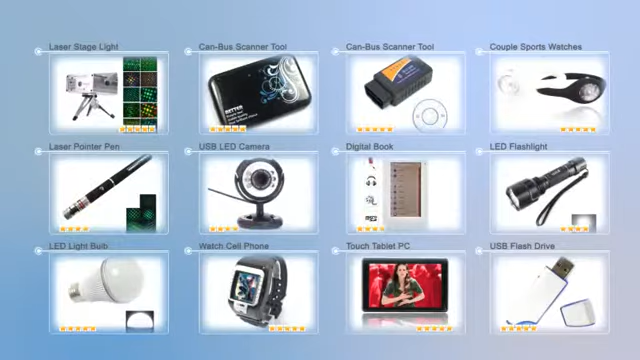 Laser Stage Light
Can-Bus Scanner Tool
Can-Bus Scanner Tool
Couple Sports Watches
Laser Pointer Pen
USB LED Camera
Digital Book
LED Flashlight
LED Light Bulb
Watch Cell Phone
Touch Tablet PC
USB Flash Drive